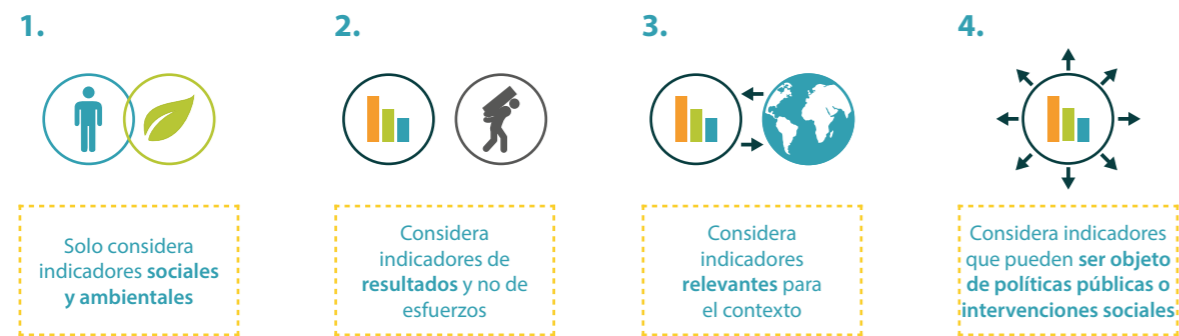 1.
2.
3.
4.
Solo considera
indicadores sociales
y ambientales
Considera
indicadores de
resultados y no de
esfuerzos
Considera
indicadores
relevantes para
el contexto
Considera indicadores
que pueden ser objeto
de políticas públicas o
intervenciones sociales